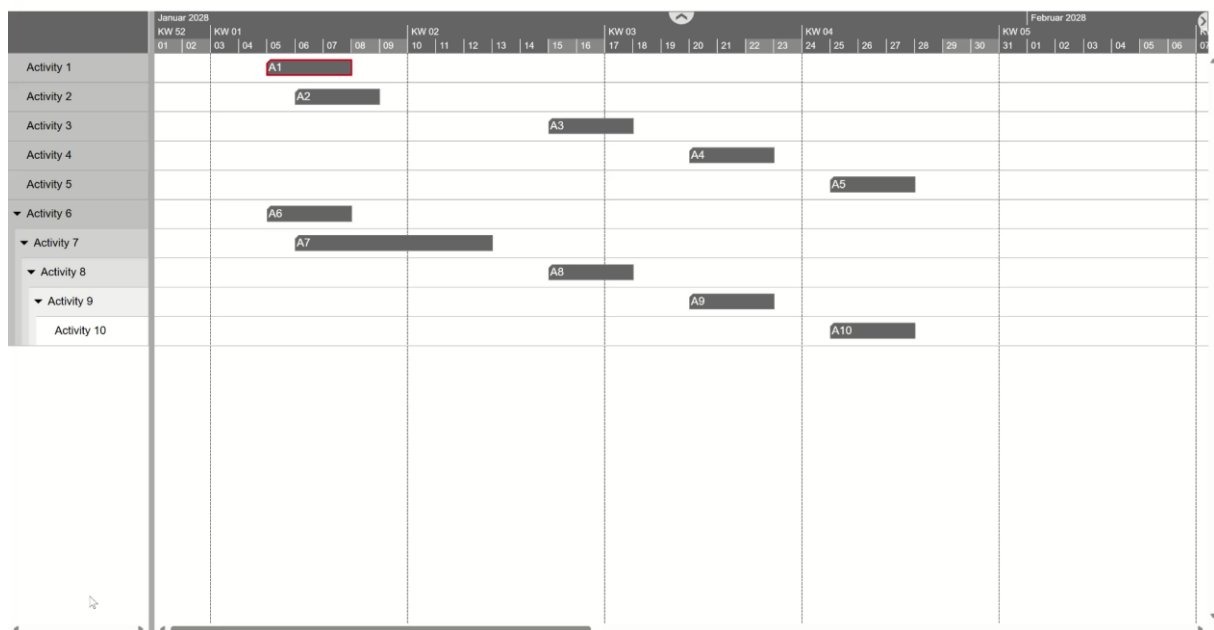 Januar 2028 Februar 2028
KW 52 KW 01 KW 02 KW 03 KW 04 KW 05
01 02 03 04 05 06 07 08 09 10 11 12 13 14 15 16 17 18 19 20 21 22 23 24 25 26 27 28 29 30 31 01 02 03 04 05 06 07
Activity 1 A1
Activity 2 A2
Activity 3 A3
Activity 4 A4
Activity 5 A5
Activity 6 A6
Activity 7 A7
Activity 8 A8
Activity 9 A9
Activity 10 A10